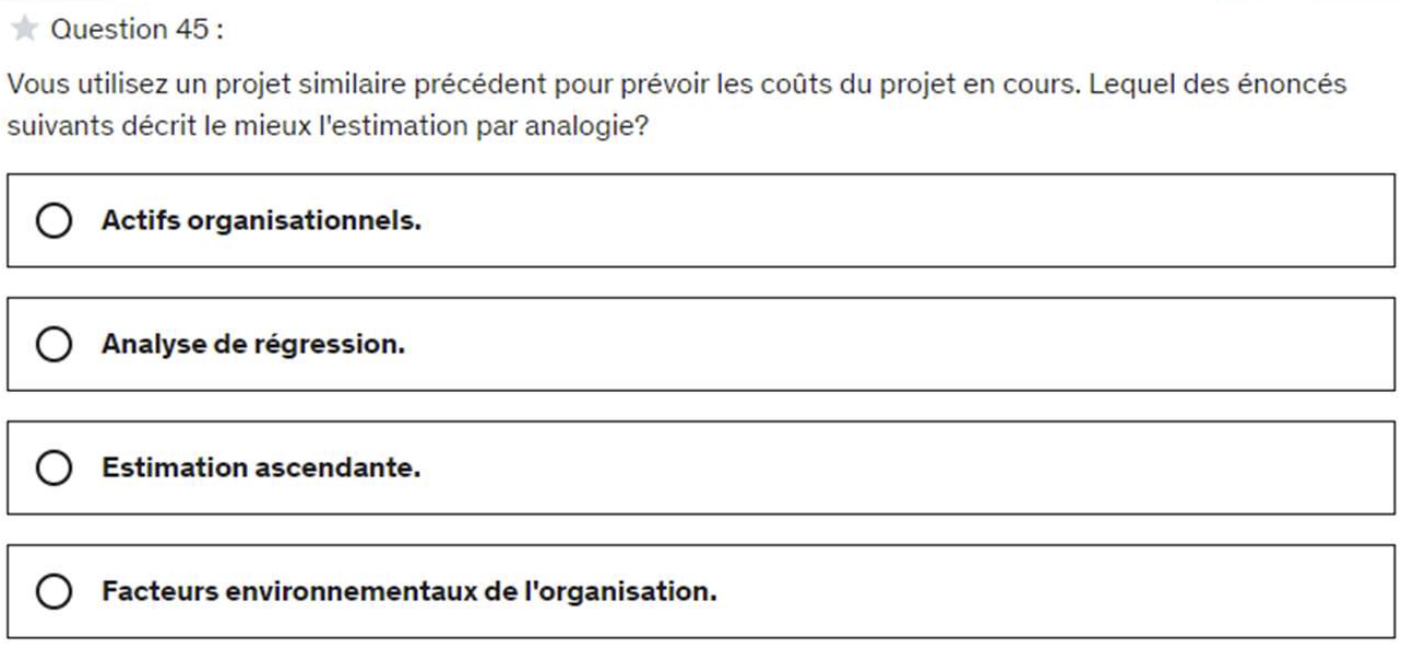 Question 45 :
Vous utilisez un projet similaire précédent pour prévoir les coûts du projet en cours. Lequel des énoncés
suivants décrit le mieux l'estimation par analogie?
Actifs organisationnels.
Analyse de régression.
Estimation ascendante.
Facteurs environnementaux de l'organisation.